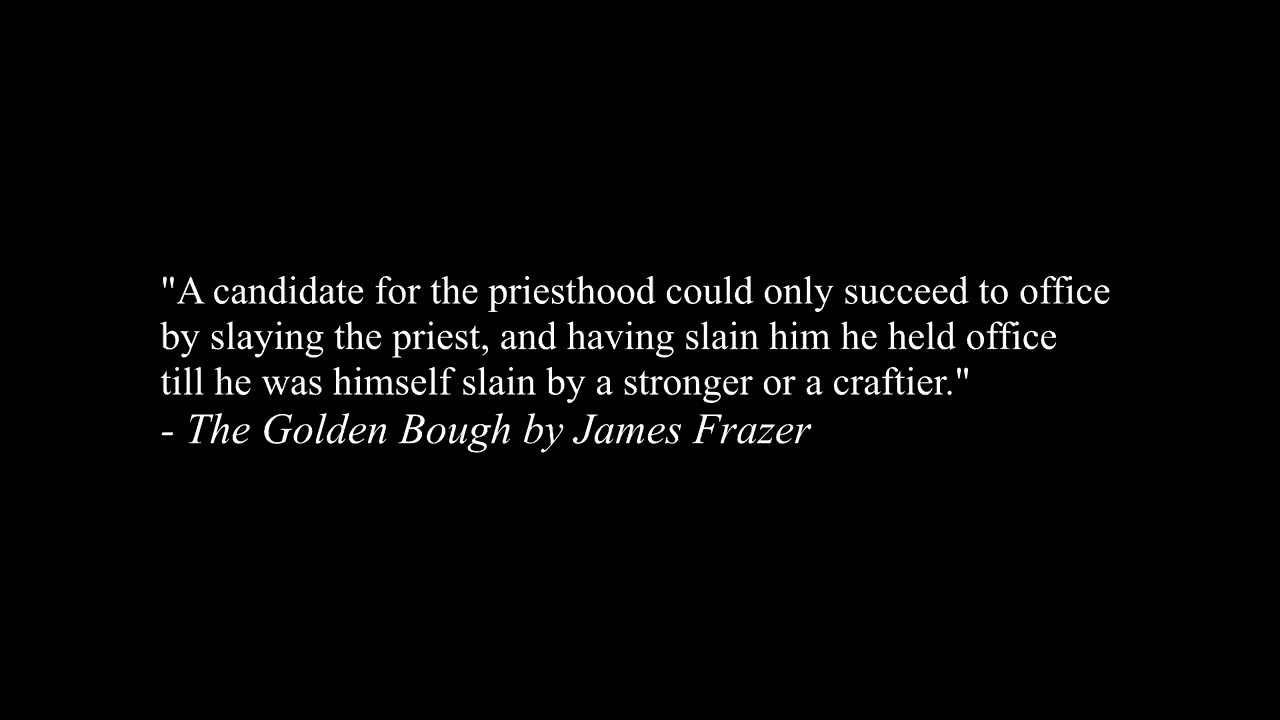 "A candidate for the priesthood could only succeed to office
by slaying the priest, and having slain him he held office
till he was himself slain by a stronger or a craftier."
- The Golden Bough by James Frazer